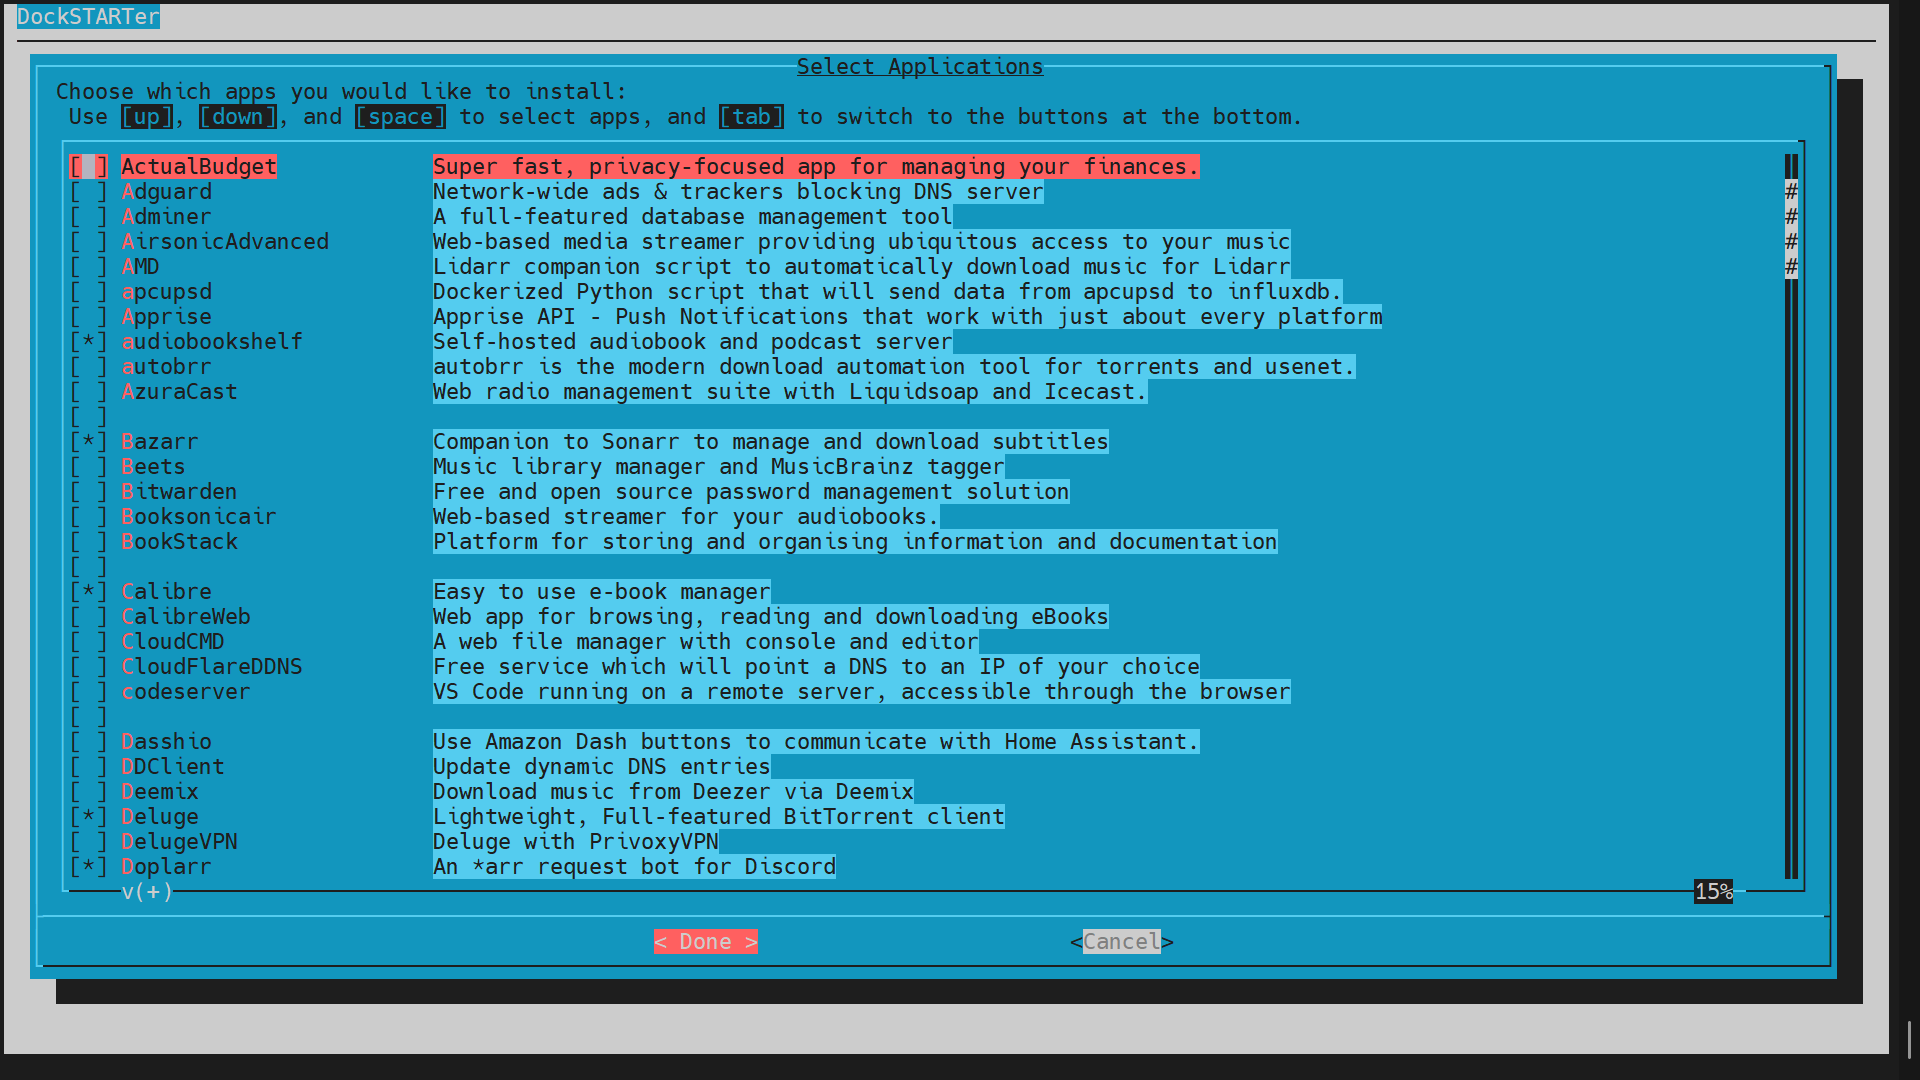 DockSTARTer
Select Applications
Choose which apps you would like to install:
Use [up], [down], and [space] to select apps, and [tab] to switch to the buttons at the bottom.
[ ] ActualBudget Super fast, privacy-focused app for managing your finances.
[ ] Adguard Network-wide ads & trackers blocking DNS server #
[ ] Adminer A full-featured database management tool #
[ ] AirsonicAdvanced Web-based media streamer providing ubiquitous access to your music #
[ ] AMD Lidarr companion script to automatically download music for Lidarr #
[ ] apcupsd Dockerized Python script that will send data from apcupsd to influxdb.
[ ] Apprise Apprise API - Push Notifications that work with just about every platform
[*] audiobookshelf Self-hosted audiobook and podcast server
[ ] autobrr autobrr is the modern download automation tool for torrents and usenet.
[ ] AzuraCast Web radio management suite with Liquidsoap and Icecast.
[ ]
[*] Bazarr Companion to Sonarr to manage and download subtitles
[ ] Beets Music library manager and MusicBrainz tagger
[ ] Bitwarden Free and open source password management solution
[ ] Booksonicair Web-based streamer for your audiobooks.
[ ] BookStack Platform for storing and organising information and documentation
[ ]
[*] Calibre Easy to use e-book manager
[ ] CalibreWeb Web app for browsing, reading and downloading eBooks
[ ] CloudCMD A web file manager with console and editor
[ ] CloudFlareDDNS Free service which will point a DNS to an IP of your choice
[ ] codeserver VS Code running on a remote server, accessible through the browser
[ ]
[ ] Dasshio Use Amazon Dash buttons to communicate with Home Assistant.
[ ] DDClient Update dynamic DNS entries
[ ] Deemix Download music from Deezer via Deemix
[*] Deluge Lightweight, Full-featured BitTorrent client
[ ] DelugeVPN Deluge with PrivoxyVPN
[*] Doplarr An *arr request bot for Discord
v(+) 15%
< Done > <Cancel>